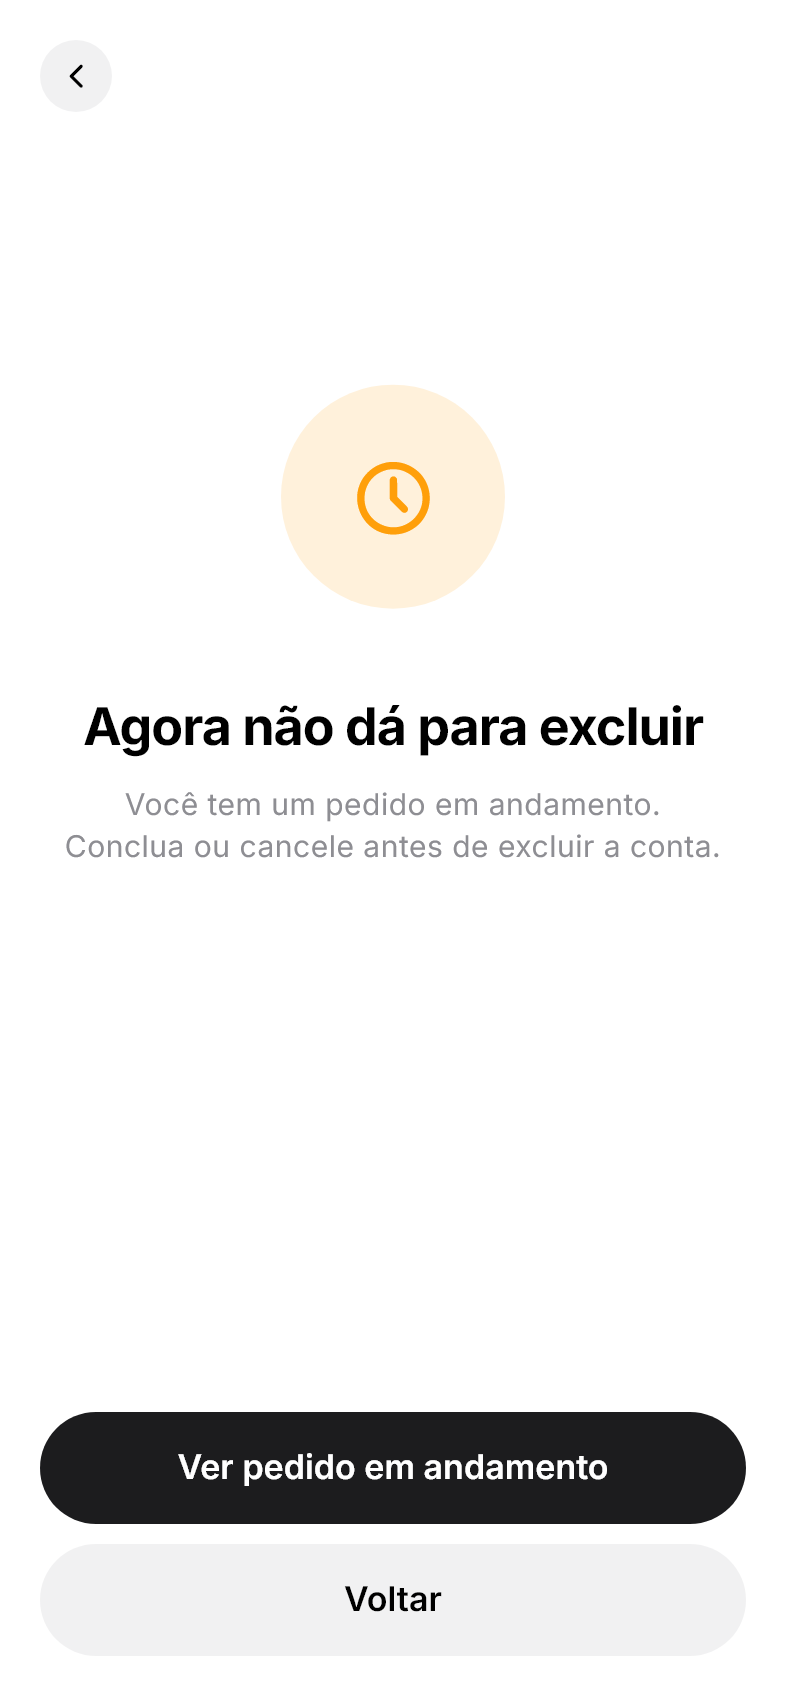 Agora não dá para excluir
Você tem um pedido em andamento.
Conclua ou cancele antes de excluir a conta.
Ver pedido em andamento
Voltar